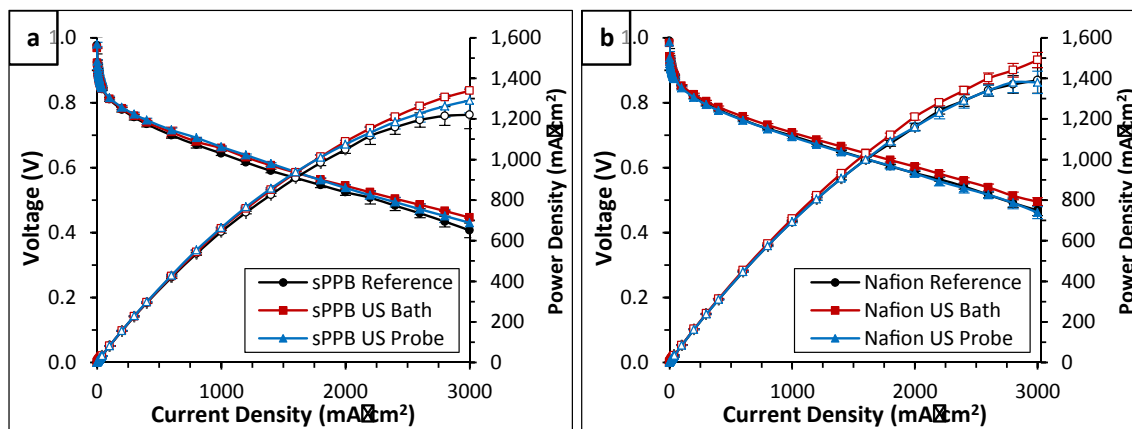 a
1.0
0.8
0.6
0.4
0.2
0.0
Voltage (V)
1,600
1,400
1,200
1,000
800
600
400
200
0
Power Density (mA☒cm²)
sPPB Reference
sPPB US Bath
sPPB US Probe
0
1000
2000
3000
Current Density (mA☒cm²)
b
1.0
0.8
0.6
0.4
0.2
0.0
Voltage (V)
1,600
1,400
1,200
1,000
800
600
400
200
0
Power Density (mA☒cm²)
Nafion Reference
Nafion US Bath
Nafion US Probe
0
1000
2000
3000
Current Density (mA☒cm²)